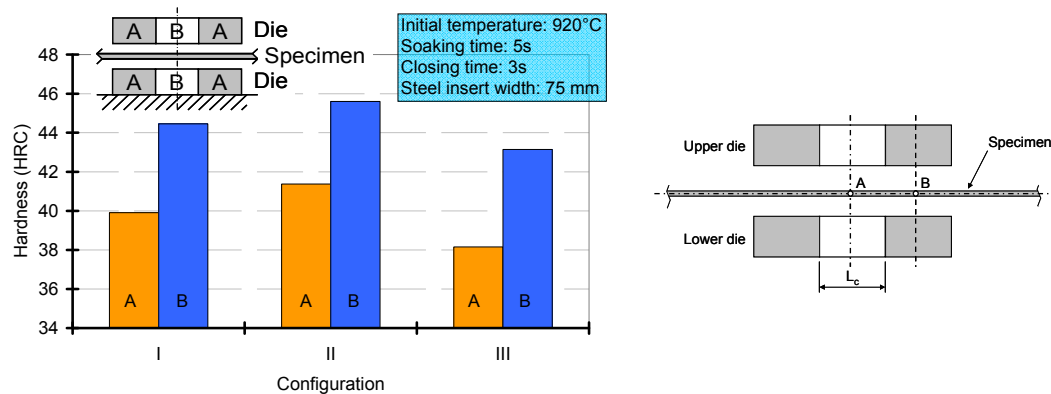 A B A Die
Specimen
A B A Die
Initial temperature: 920°C
Soaking time: 5s
Closing time: 3s
Steel insert width: 75 mm
Hardness (HRC)
48
46
44
42
40
38
36
34
A B
A B
A B
I II III
Configuration
Upper die
Specimen
A B
Lower die
Lc